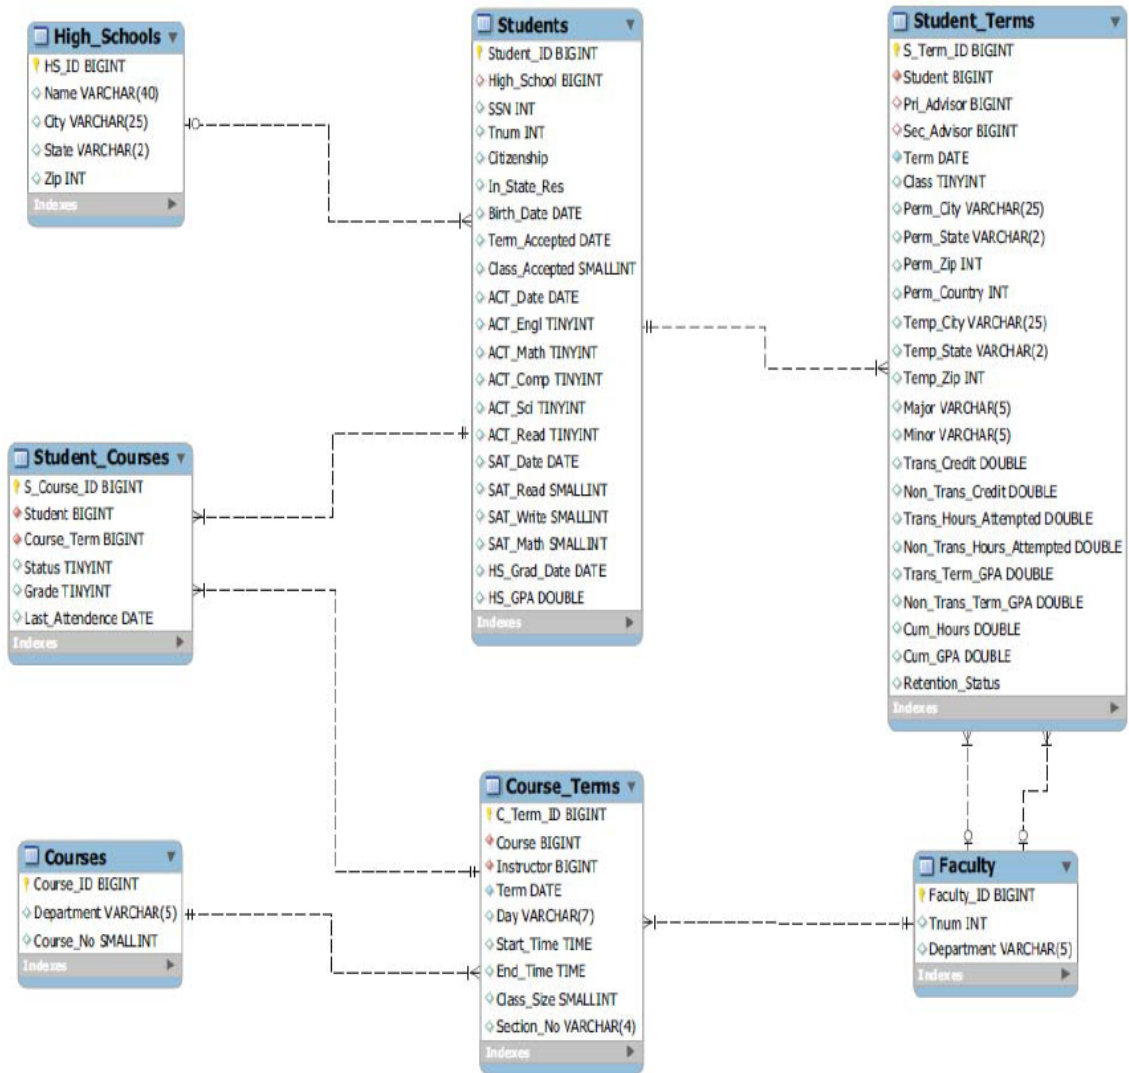 High_Schools
HS_ID BIGINT
Name VARCHAR(40)
City VARCHAR(25)
State VARCHAR(2)
Zip INT
Indexes
Students
Student_ID BIGINT
High_School BIGINT
SSN INT
Tnum INT
Citizenship
In_State_Res
Birth_Date DATE
Term_Accepted DATE
Class_Accepted SMALLINT
ACT_Date DATE
ACT_Engl TINYINT
ACT_Math TINYINT
ACT_Comp TINYINT
ACT_Sci TINYINT
ACT_Read TINYINT
SAT_Date DATE
SAT_Read SMALLINT
SAT_Write SMALLINT
SAT_Math SMALLINT
HS_Grad_Date DATE
HS_GPA DOUBLE
Indexes
Student_Terms
S_Term_ID BIGINT
Student BIGINT
Pri_Advisor BIGINT
Sec_Advisor BIGINT
Term DATE
Class TINYINT
Perm_City VARCHAR(25)
Perm_State VARCHAR(2)
Perm_Zip INT
Perm_Country INT
Temp_City VARCHAR(25)
Temp_State VARCHAR(2)
Temp_Zip INT
Major VARCHAR(5)
Minor VARCHAR(5)
Trans_Credit DOUBLE
Non_Trans_Credit DOUBLE
Trans_Hours_Attempted DOUBLE
Non_Trans_Hours_Attempted DOUBLE
Trans_Term_GPA DOUBLE
Non_Trans_Term_GPA DOUBLE
Cum_Hours DOUBLE
Cum_GPA DOUBLE
Retention_Status
Indexes
Student_Courses
S_Course_ID BIGINT
Student BIGINT
Course_Term BIGINT
Status TINYINT
Grade TINYINT
Last_Attendence DATE
Indexes
Courses
Course_ID BIGINT
Department VARCHAR(5)
Course_No SMALLINT
Indexes
Course_Terms
C_Term_ID BIGINT
Course BIGINT
Instructor BIGINT
Term DATE
Day VARCHAR(7)
Start_Time TIME
End_Time TIME
Class_Size SMALLINT
Section_No VARCHAR(4)
Indexes
Faculty
Faculty_ID BIGINT
Tnum INT
Department VARCHAR(5)
Indexes